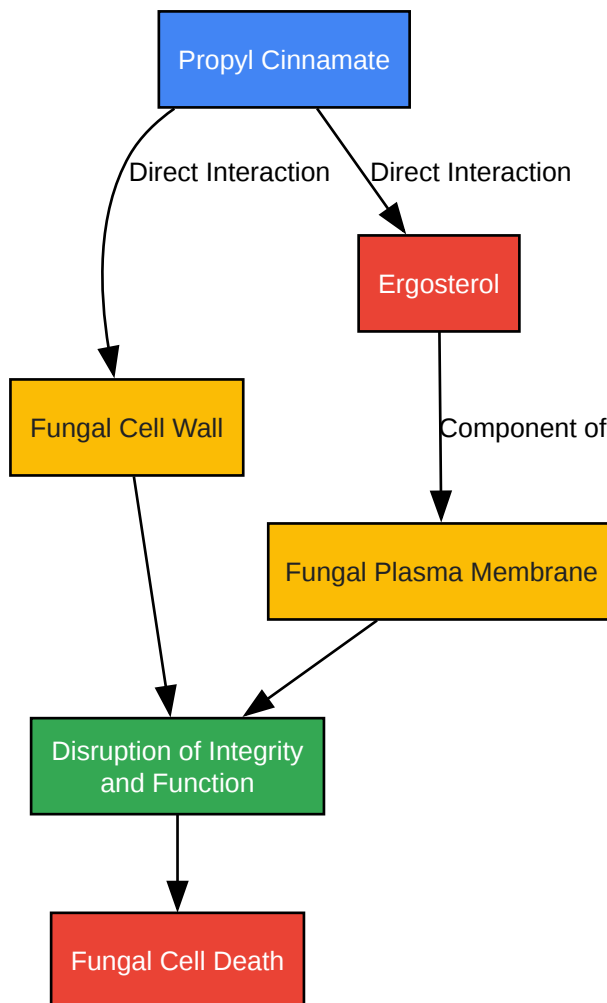 Propyl Cinnamate
Direct Interaction
Direct Interaction
Ergosterol
Fungal Cell Wall
Component of
Fungal Plasma Membrane
Disruption of Integrity
and Function
Fungal Cell Death